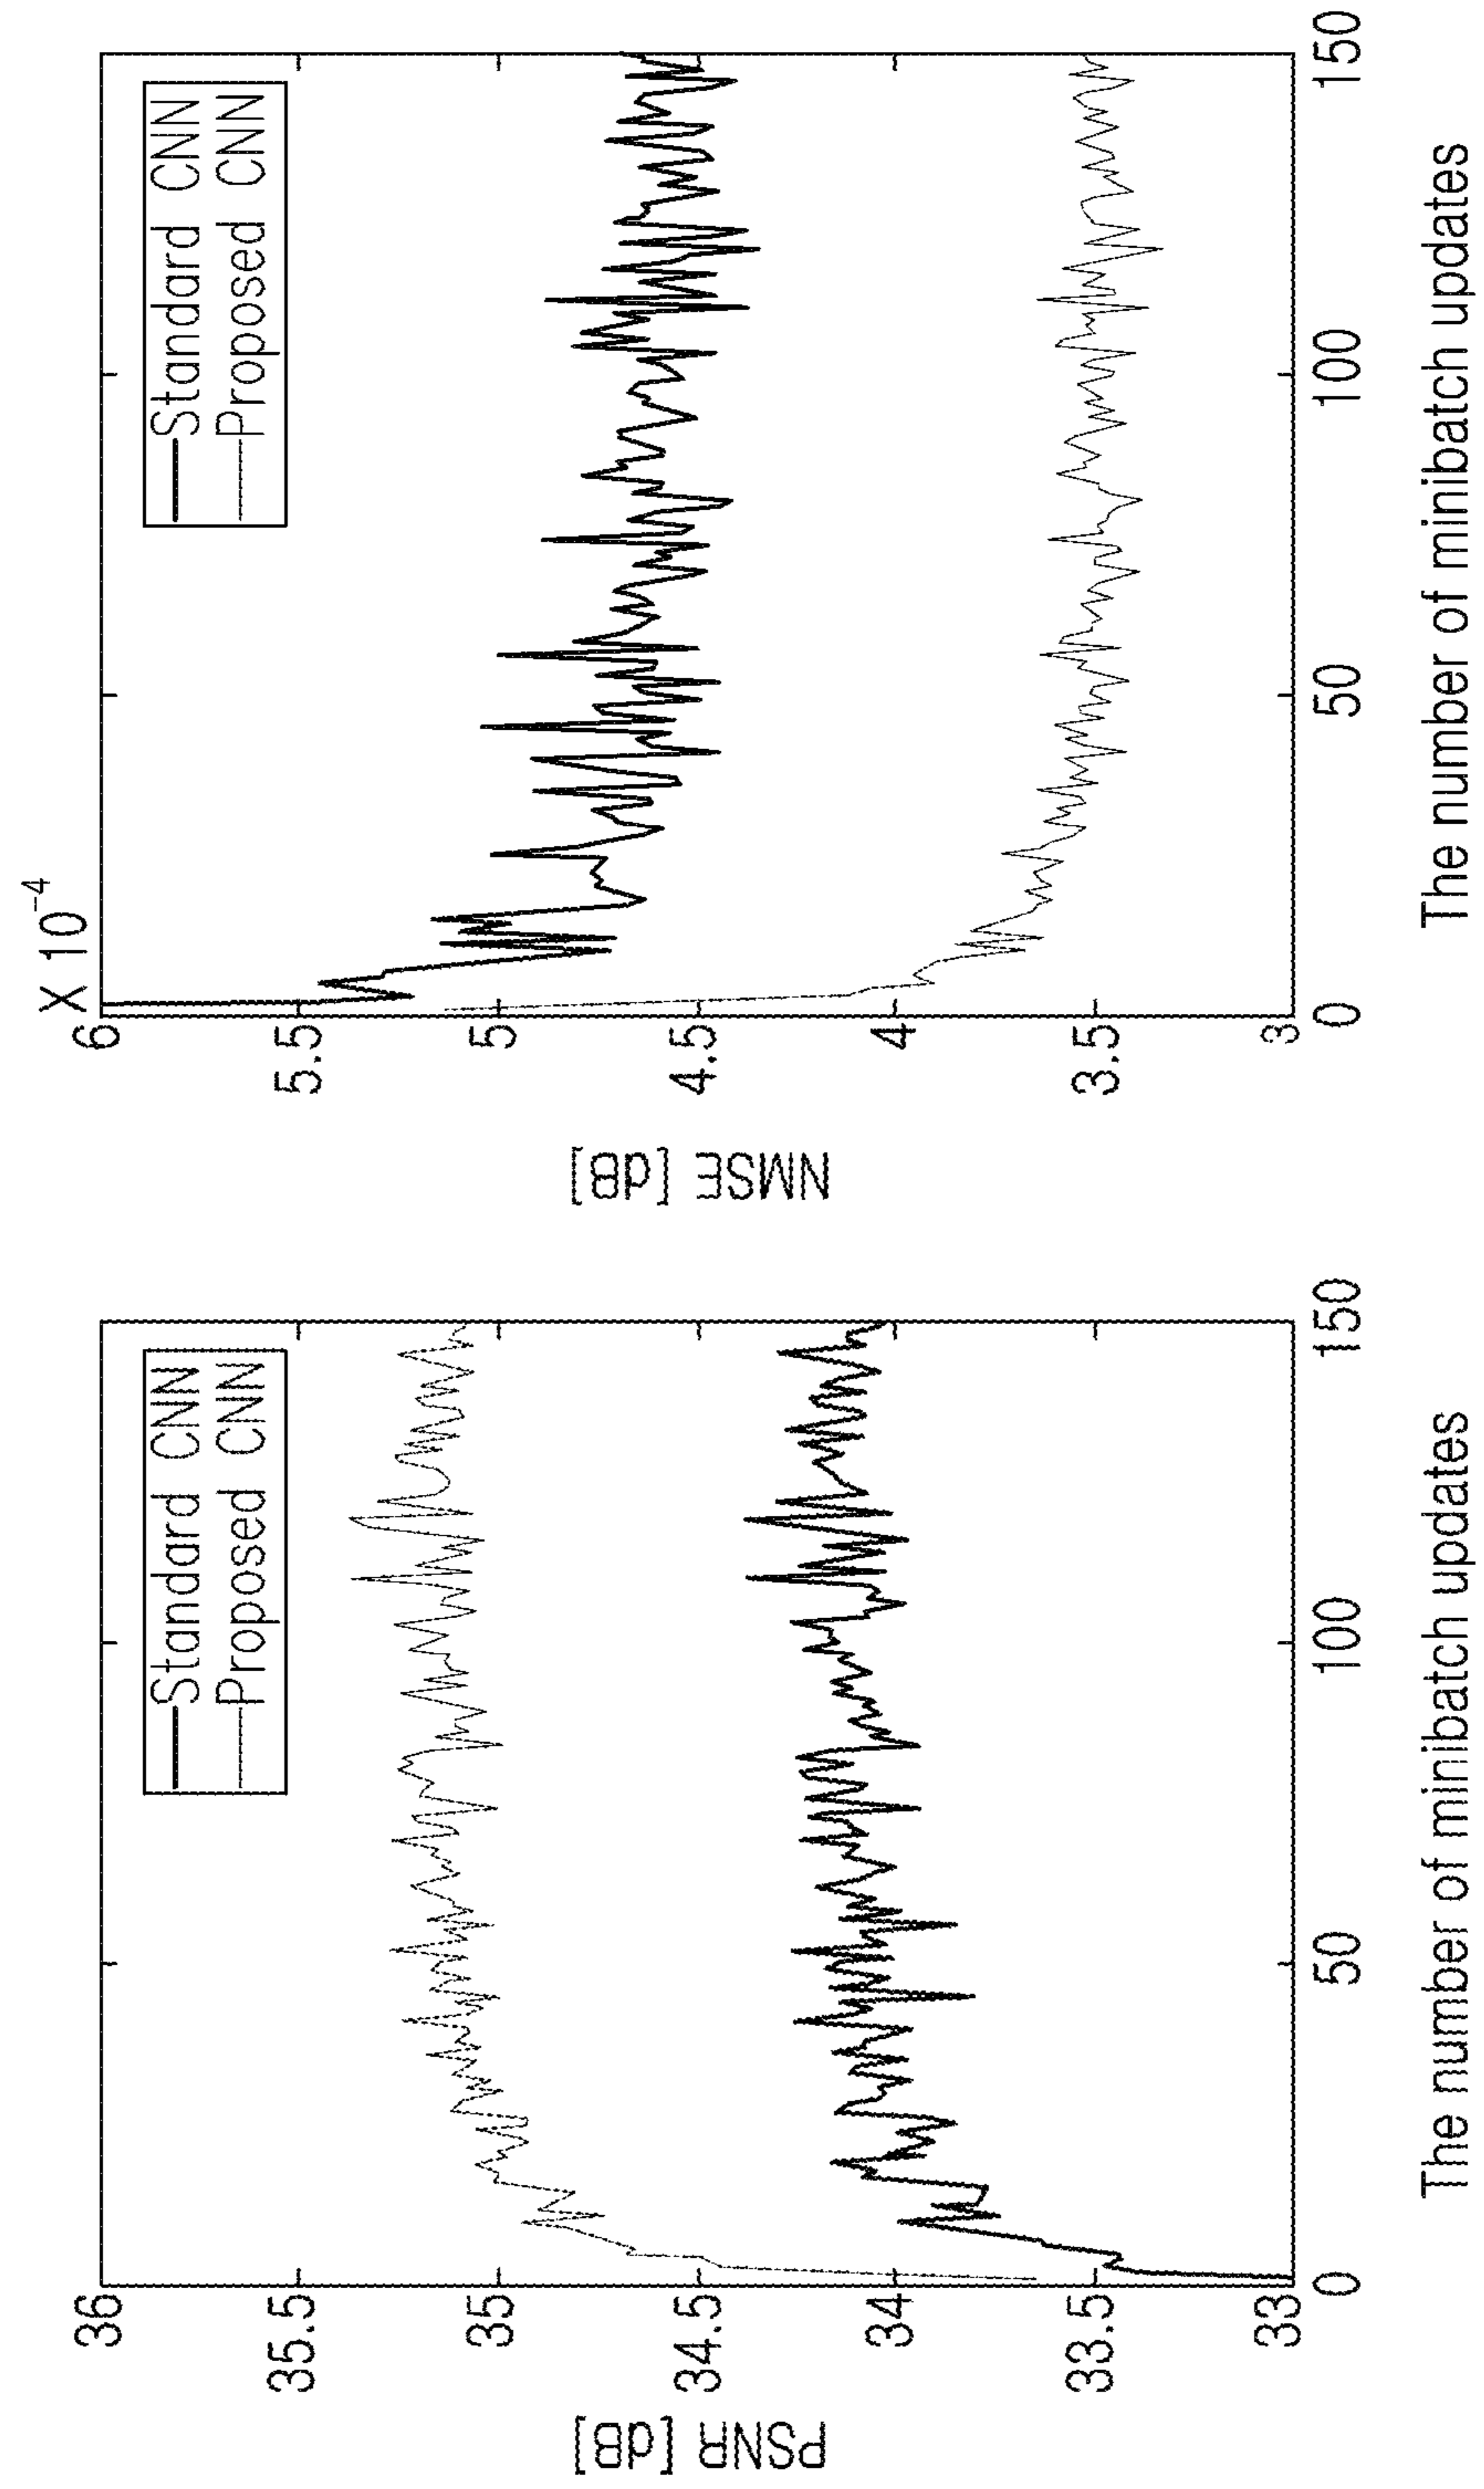 36
35.5
35
34.5
34
33.5
33
PSNR [dB]
Standard CNN
Proposed CNN
0
50
100
150
The number of minibatch updates
X 10-4
6
5.5
5
4.5
4
3.5
3
NMSE [dB]
Standard CNN
Proposed CNN
0
50
100
150
The number of minibatch updates